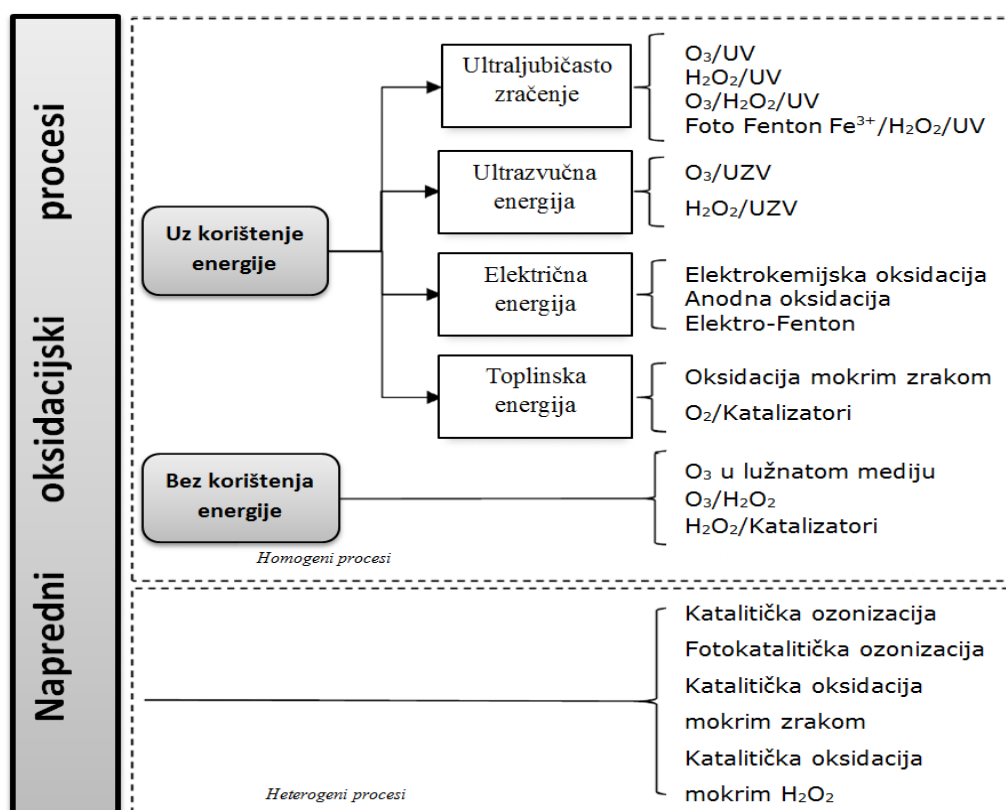 Napredni oksidacijski procesi
Uz korištenje
energije
Ultraljubičasto
zračenje
O₃/UV
H₂O₂/UV
O₃/H₂O₂/UV
Foto Fenton Fe³⁺/H₂O₂/UV
Ultrazvučna
energija
O₃/UZV
H₂O₂/UZV
Električna
energija
Elektrokemijska oksidacija
Anodna oksidacija
Elektro-Fenton
Toplinska
energija
Oksidacija mokrim zrakom
O₂/Katalizatori
Bez korištenja
energije
O₃ u lužnatom mediju
O₃/H₂O₂
H₂O₂/Katalizatori
Homogeni procesi
Katalitička ozonizacija
Fotokatalitička ozonizacija
Katalitička oksidacija
mokrim zrakom
Katalitička oksidacija
mokrim H₂O₂
Heterogeni procesi